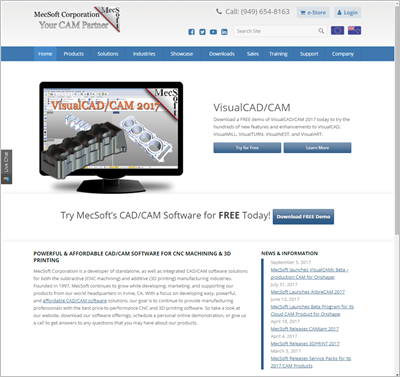 MecSoft Corporation
Your CAM Partner
MecSoft
Call: (949) 654-8163
e-Store
Login
Search Site
Home Products Solutions Industries Showcase Downloads Sales Training Support Company
MecSoft
VisualCAD/CAM 2017
VisualCAD/CAM
Download a FREE demo of VisualCAD/CAM 2017 today to try the
hundreds of new features and enhancements to VisualCAD,
VisualMILL, VisualTURN, VisualNEST, and VisualART.
Try for Free
Learn More
Live Chat
Try MecSoft's CAD/CAM Software for FREE Today!
Download FREE Demo
POWERFUL & AFFORDABLE CAD/CAM SOFTWARE FOR CNC MACHINING & 3D
PRINTING
MecSoft Corporation is a developer of standalone, as well as integrated CAD/CAM software solutions
for both the subtractive (CNC machining) and additive (3D printing) manufacturing industries.
Founded in 1997, MecSoft continues to grow while developing, marketing, and supporting our
products from our world headquarters in Irvine, CA. With a focus on developing easy, powerful,
and affordable CAD/CAM software solutions, our goal is to continue to provide manufacturing
professionals with the best price-to-performance CNC and 3D printing software. So take a look at
our website, download our software offerings, schedule a personal online demonstration, or give us
a call to get answers to any questions that you may have about our products.
NEWS & INFORMATION
September 5, 2017
MecSoft launches VisualCAMc Beta –
production CAM for Onshape!
July 31, 2017
MecSoft Launches AlibreCAM 2017
June 13, 2017
MecSoft Launches Beta Program for its
Cloud CAM Product for Onshape
April 18, 2017
MecSoft Releases CAMJam 2017
April 4, 2017
MecSoft Releases 3DPRINT 2017
March 3, 2017
MecSoft Releases Service Packs for its
2017 CAM Products